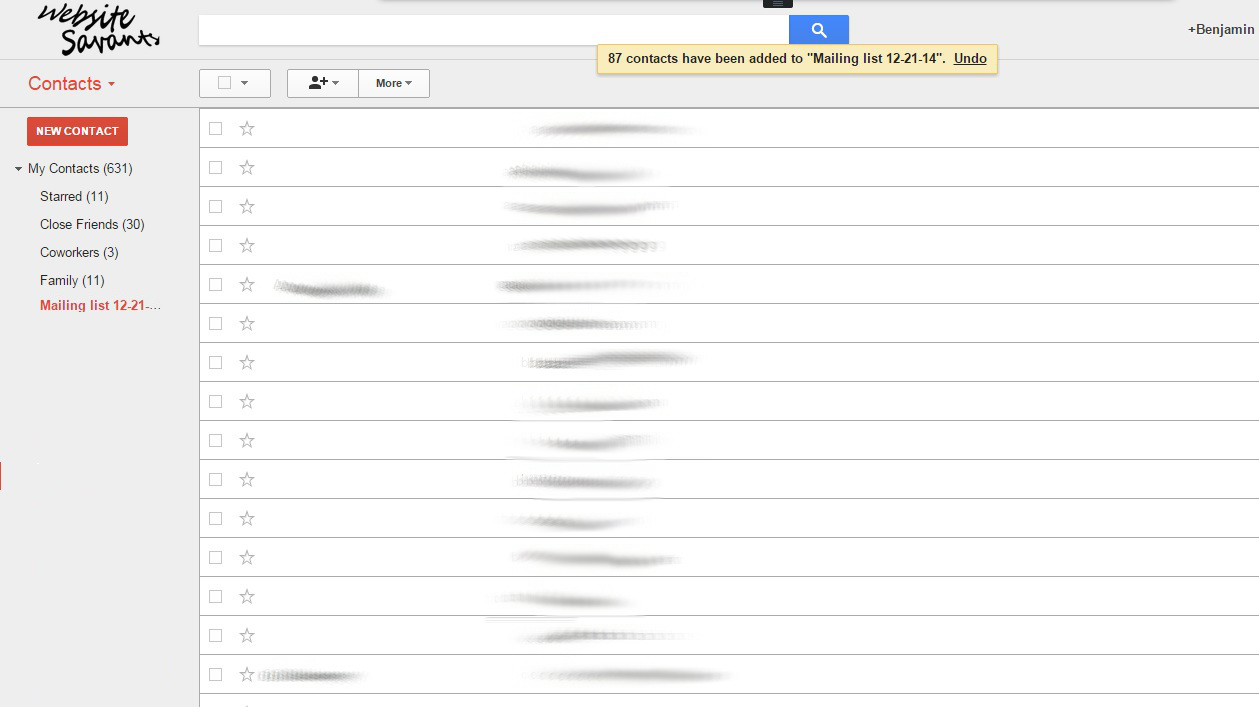 Website
Savants
+Benjamin
87 contacts have been added to "Mailing list 12-21-14". Undo
Contacts
More
NEW CONTACT
My Contacts (631)
Starred (11)
Close Friends (30)
Coworkers (3)
Family (11)
Mailing list 12-21-...